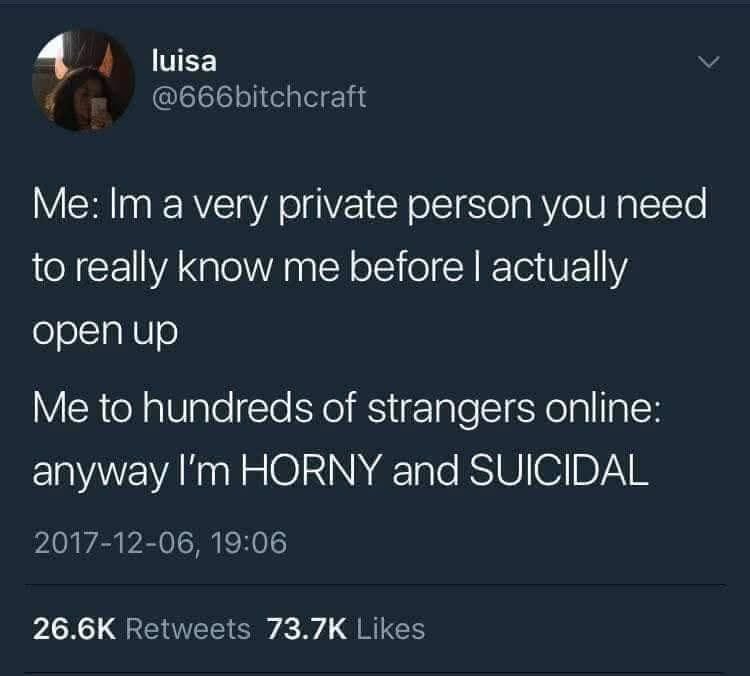 luisa
@666bitchcraft
Me: Im a very private person you need
to really know me before I actually
open up
Me to hundreds of strangers online:
anyway I'm HORNY and SUICIDAL
2017-12-06, 19:06
26.6K Retweets 73.7K Likes